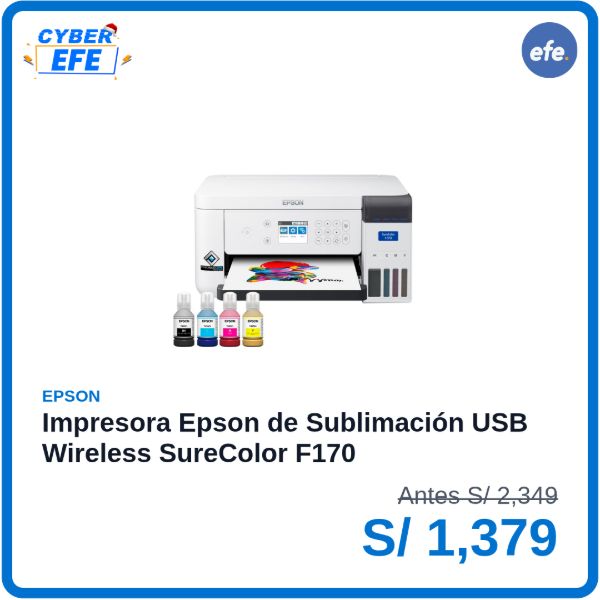 CYBER
EFE
efe.
EPSON
EPSON
Impresora Epson de Sublimación USB
Wireless SureColor F170
Antes S/ 2,349
S/ 1,379